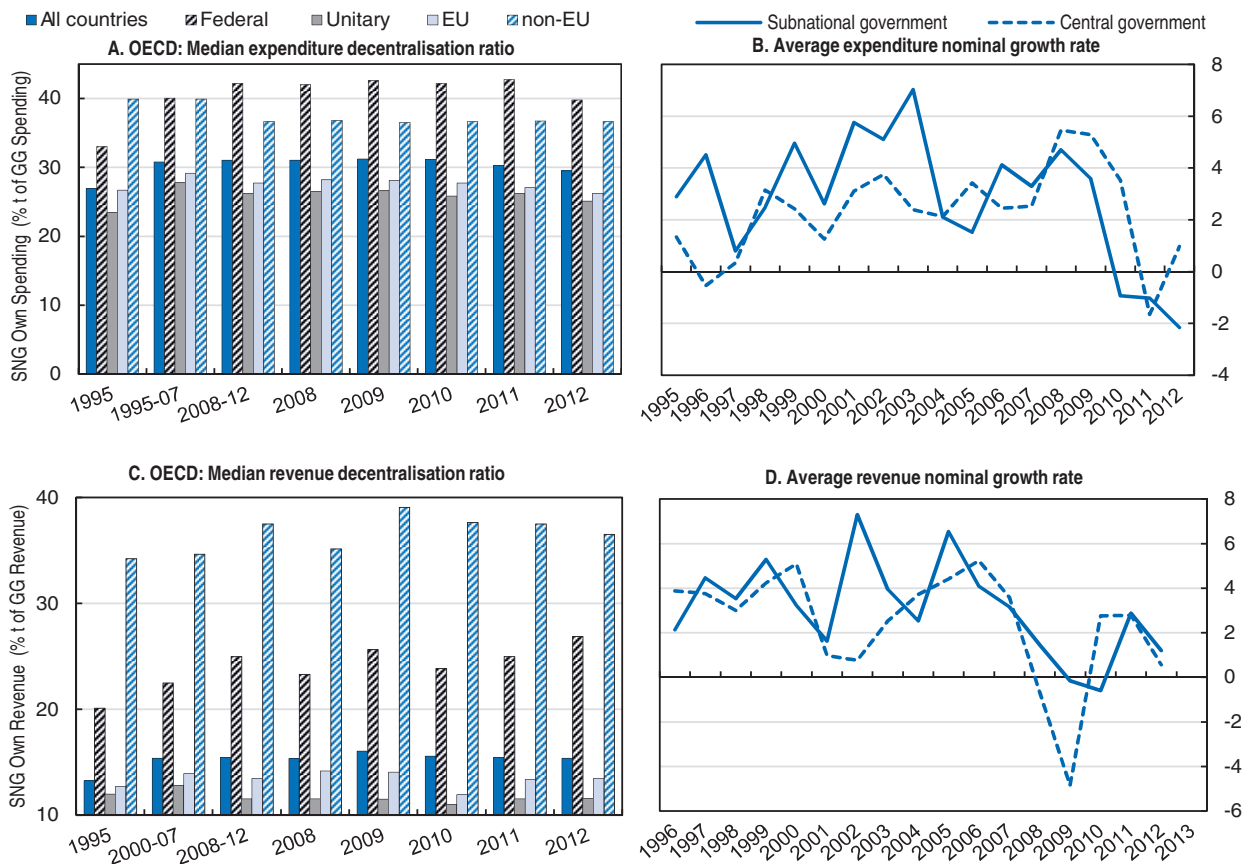 All countries Federal Unitary EU non-EU
Subnational government Central government
A. OECD: Median expenditure decentralisation ratio
SNG Own Spending (% t of GG Spending)
40
30
20
10
0
1995 1995-07 2008-12 2008 2009 2010 2011 2012
B. Average expenditure nominal growth rate
8
6
4
2
0
-2
-4
1995 1996 1997 1998 1999 2000 2001 2002 2003 2004 2005 2006 2007 2008 2009 2010 2011 2012
C. OECD: Median revenue decentralisation ratio
SNG Own Revenue (% t of GG Revenue)
40
30
20
10
1995 2000-07 2008-12 2008 2009 2010 2011 2012
D. Average revenue nominal growth rate
8
6
4
2
0
-2
-4
-6
1996 1997 1998 1999 2000 2001 2002 2003 2004 2005 2006 2007 2008 2009 2010 2011 2012 2013